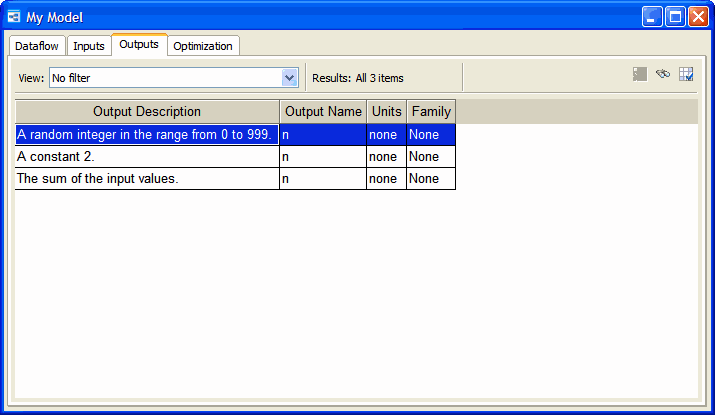 My Model
Dataflow Inputs Outputs Optimization
View: No filter Results: All 3 items
Output Description Output Name Units Family
A random integer in the range from 0 to 999. n none None
A constant 2. n none None
The sum of the input values. n none None